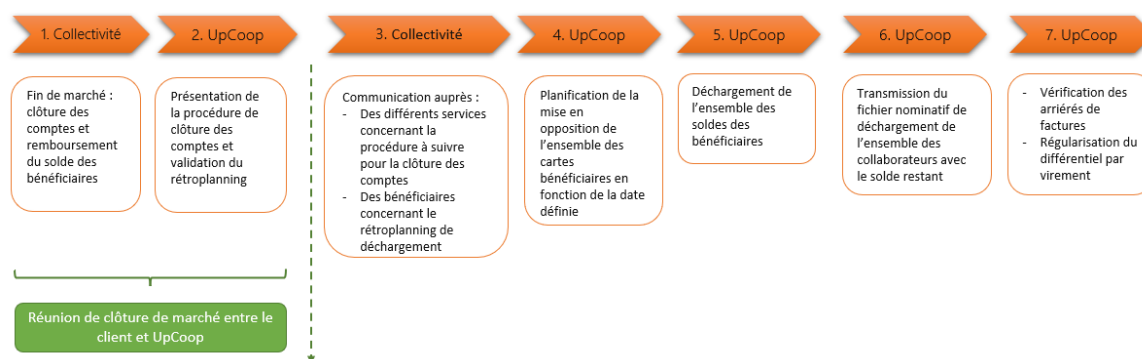 1. Collectivité
2. UpCoop
3. Collectivité
4. UpCoop
5. UpCoop
6. UpCoop
7. UpCoop
Fin de marché :
clôture des
comptes et
remboursement
du solde des
bénéficiaires
Présentation de
la procédure de
clôture des
comptes et
validation du
rétroplanning
Communication auprès :
- Des différents services
concernant la
procédure à suivre
pour la clôture des
comptes
- Des bénéficiaires
concernant le
rétroplanning de
déchargement
Planification de la
mise en
opposition de
l'ensemble des
cartes
bénéficiaires en
fonction de la date
définie
Déchargement de
l'ensemble des
soldes des
bénéficiaires
Transmission du
fichier nominatif de
déchargement de
l'ensemble des
collaborateurs avec
le solde restant
- Vérification des
arriérés de
factures
- Régularisation du
différentiel par
virement
Réunion de clôture de marché entre le
client et UpCoop